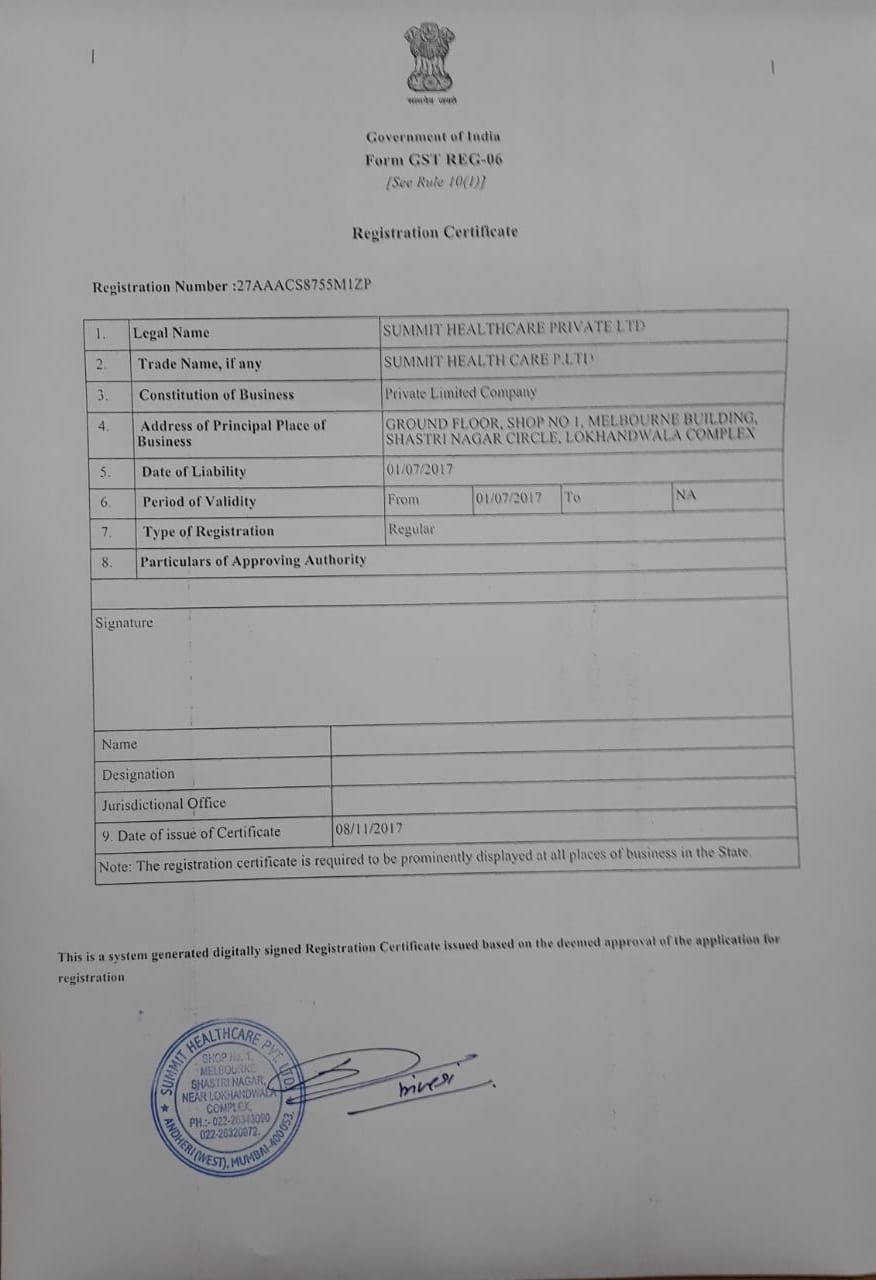 सत्यमेव जयते
Government of India
Form GST REG-06
[See Rule 10(1)]
Registration Certificate
Registration Number :27AAACS8755M1ZP
1. Legal Name SUMMIT HEALTHCARE PRIVATE LTD
2. Trade Name, if any SUMMIT HEALTH CARE P.LTD
3. Constitution of Business Private Limited Company
4. Address of Principal Place of GROUND FLOOR, SHOP NO 1, MELBOURNE BUILDING,
Business SHASTRI NAGAR CIRCLE, LOKHANDWALA COMPLEX
5. Date of Liability 01/07/2017
6. Period of Validity From 01/07/2017 To NA
7. Type of Registration Regular
8. Particulars of Approving Authority
Signature
Name
Designation
Jurisdictional Office
9. Date of issue of Certificate 08/11/2017
Note: The registration certificate is required to be prominently displayed at all places of business in the State.
This is a system generated digitally signed Registration Certificate issued based on the deemed approval of the application for
registration
SUMMIT HEALTHCARE PVT. LTD.
SHOP No. 1,
MELBOURNE
SHASTRI NAGAR,
NEAR LOKHANDWALA
COMPLEX,
PH.:- 022-26343090
022-26320072.
ANDHERI (WEST), MUMBAI-400 053.